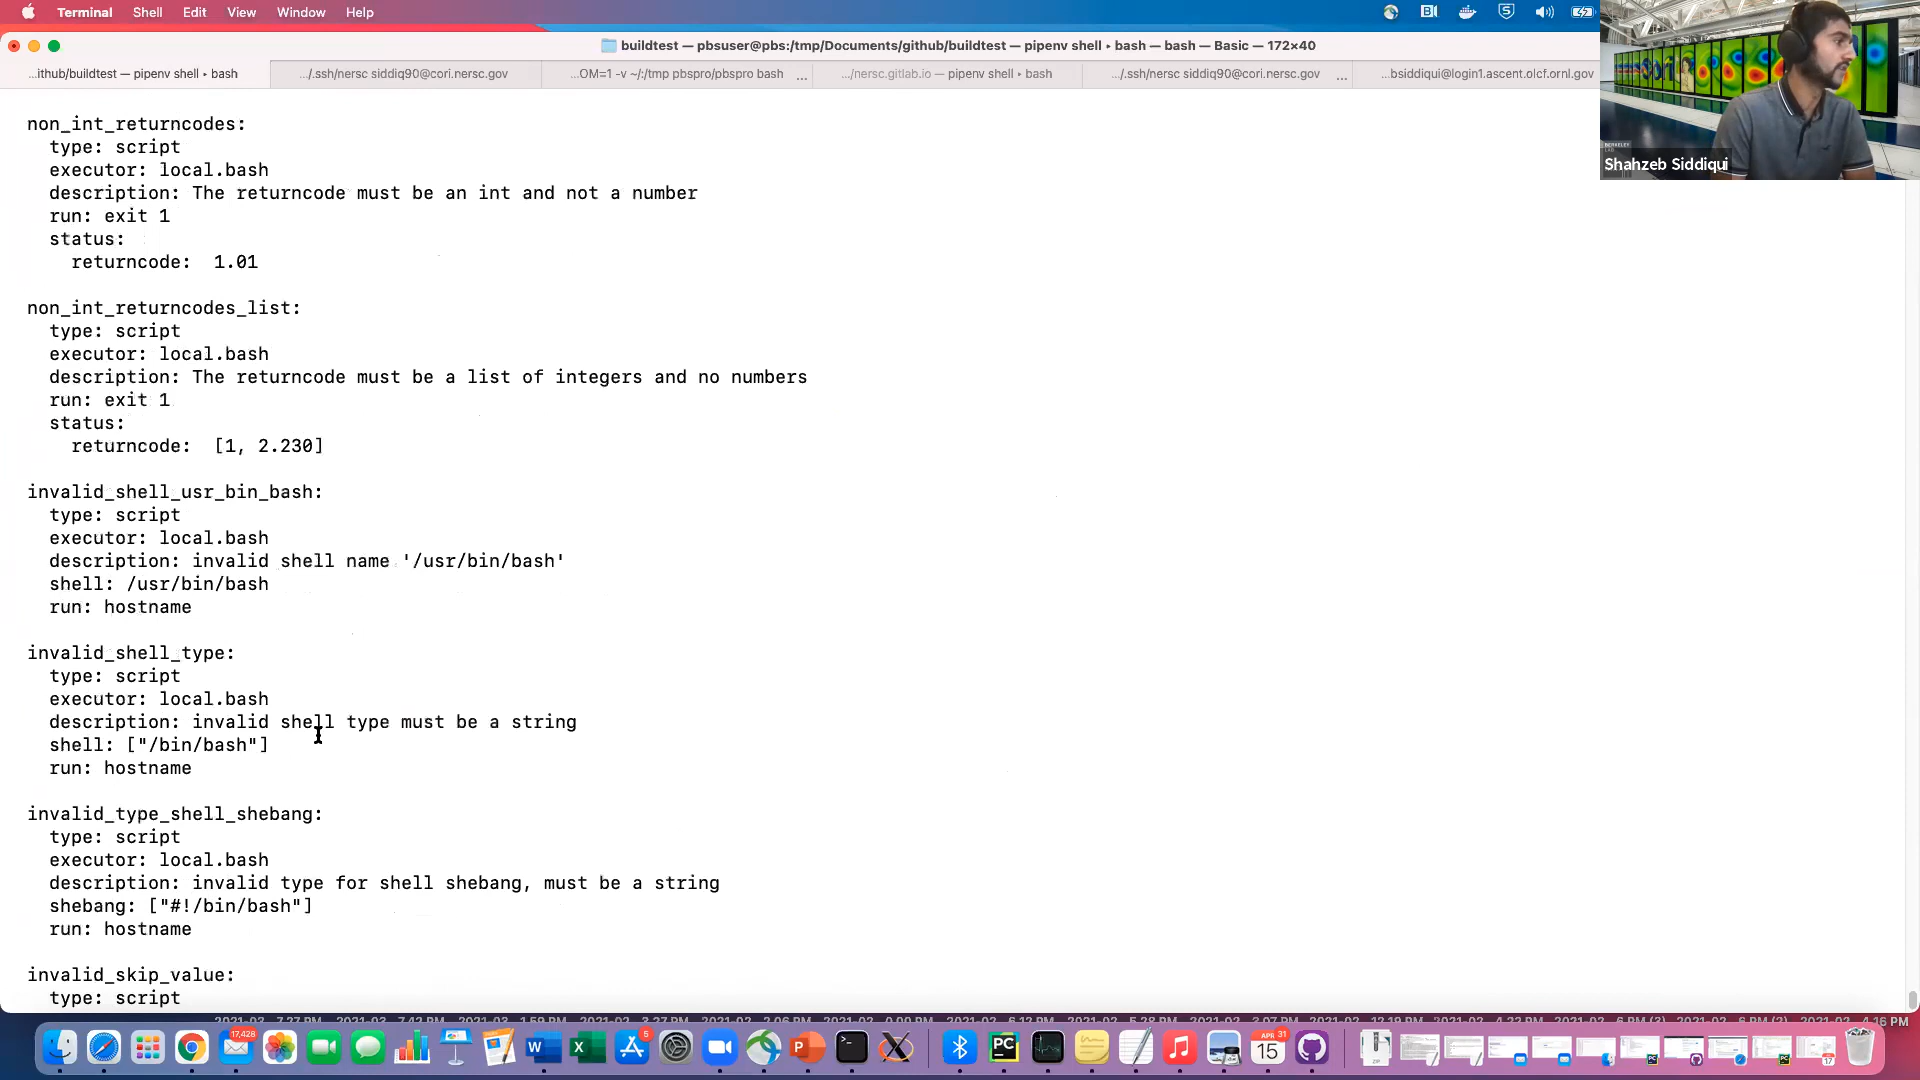 Terminal Shell Edit View Window Help
buildtest — pbsuser@pbs:/tmp/Documents/github/buildtest — pipenv shell ▸ bash — bash — Basic — 172×40
...ithub/buildtest — pipenv shell ▸ bash
.../.ssh/nersc siddiq90@cori.nersc.gov
...OM=1 -v ~/:/tmp pbspro/pbspro bash ...
.../nersc.gitlab.io — pipenv shell ▸ bash
.../.ssh/nersc siddiq90@cori.nersc.gov ...
...bsiddiqui@login1.ascent.olcf.ornl.gov
Shahzeb Siddiqui
non_int_returncodes:
type: script
executor: local.bash
description: The returncode must be an int and not a number
run: exit 1
status:
returncode: 1.01
non_int_returncodes_list:
type: script
executor: local.bash
description: The returncode must be a list of integers and no numbers
run: exit 1
status:
returncode: [1, 2.230]
invalid_shell_usr_bin_bash:
type: script
executor: local.bash
description: invalid shell name '/usr/bin/bash'
shell: /usr/bin/bash
run: hostname
invalid_shell_type:
type: script
executor: local.bash
description: invalid shell type must be a string
shell: ["/bin/bash"]
run: hostname
invalid_type_shell_shebang:
type: script
executor: local.bash
description: invalid type for shell shebang, must be a string
shebang: ["#!/bin/bash"]
run: hostname
invalid_skip_value:
type: script
17,428
5
APR 31
15
17